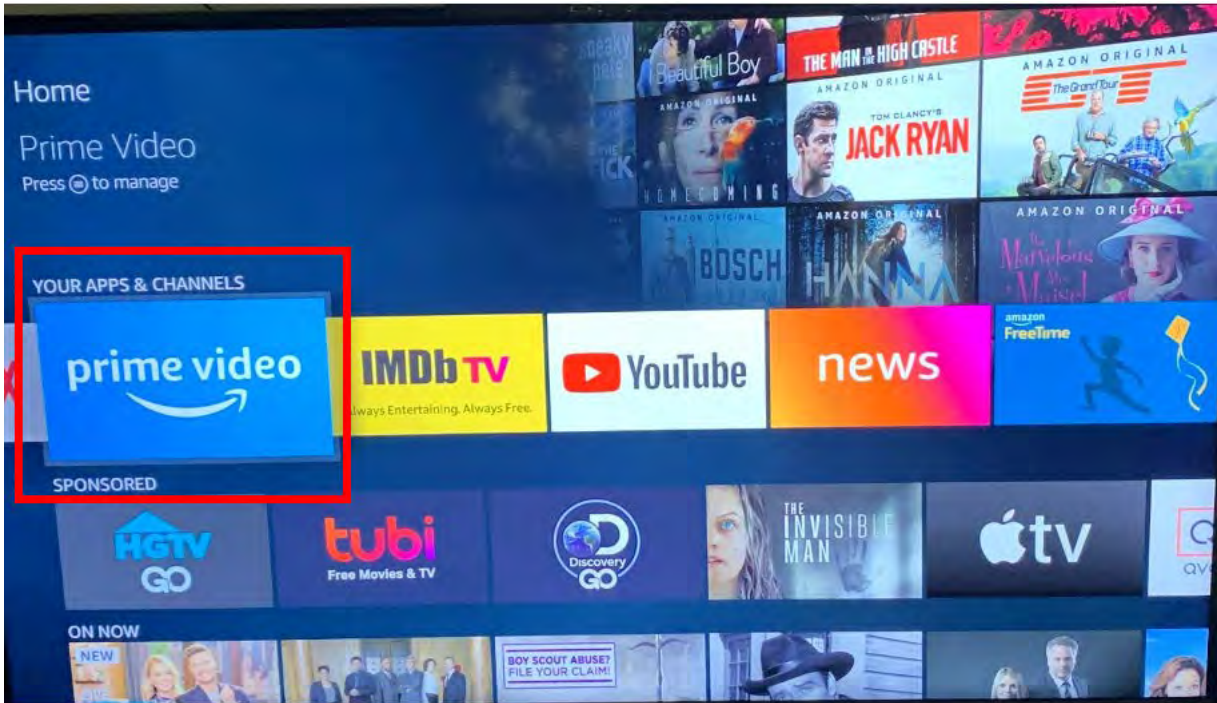 Home
Prime Video
Press to manage
Beautiful Boy
THE MAN IN THE HIGH CASTLE
AMAZON ORIGINAL
HOMECOMING
AMAZON ORIGINAL
TOM CLANCY'S
JACK RYAN
AMAZON ORIGINAL
The Grand Tour
GT
AMAZON ORIGINAL
BOSCH
AMAZON ORIGINAL
HANNA
AMAZON ORIGINAL
The
Marvelous
Mrs
Maisel
YOUR APPS & CHANNELS
prime video
IMDb TV
Always Entertaining. Always Free.
YouTube
news
amazon
FreeTime
SPONSORED
HGTV
GO
tubi
Free Movies & TV
Discovery
GO
THE
INVISIBLE
MAN
tv
ON NOW
NEW
BOY SCOUT ABUSE?
FILE YOUR CLAIM!